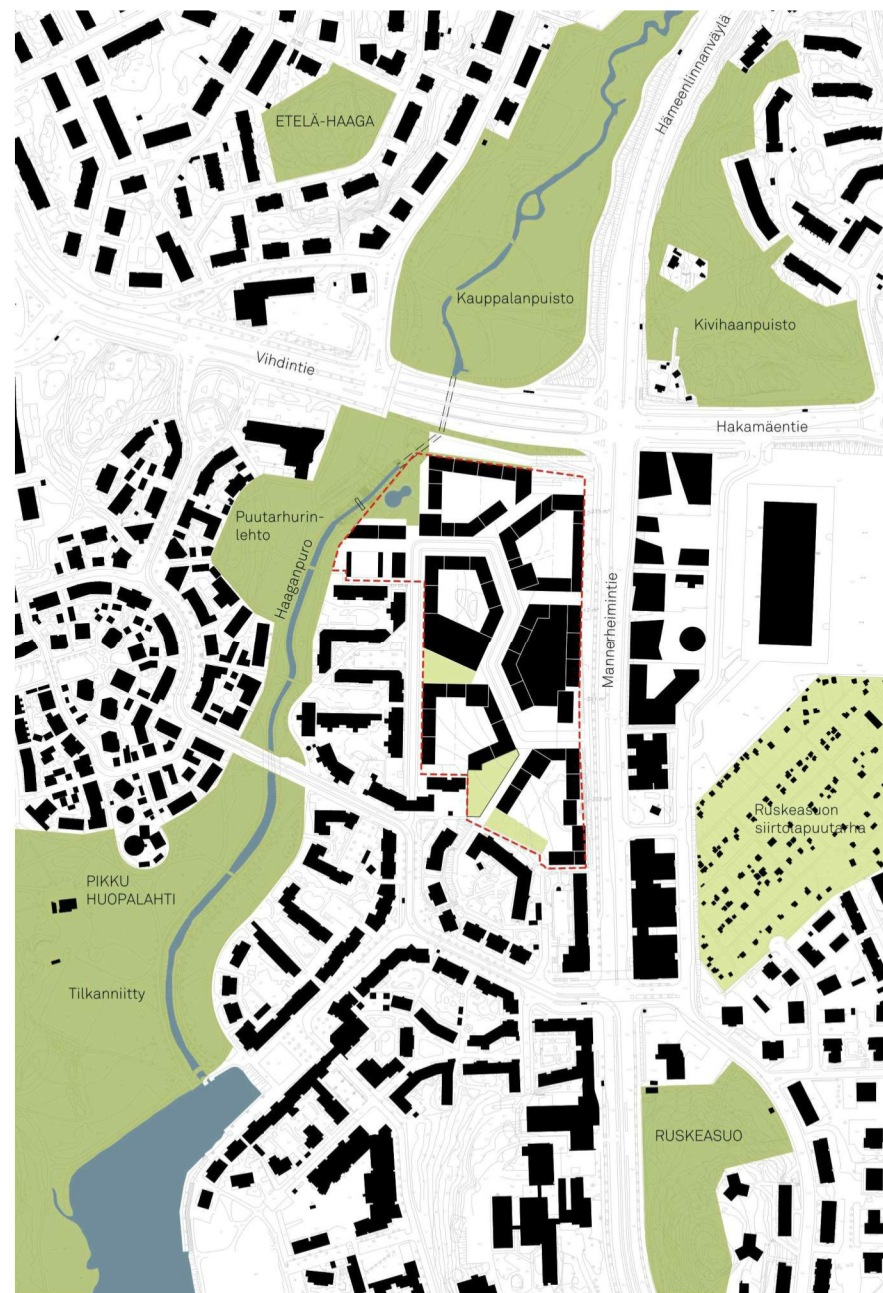 Hämeenlinnanväylä
ETELÄ-HAAGA
Kauppalanpuisto
Kivihaanpuisto
Vihdintie
Hakamäentie
Puutarhurin-
lehto
Haaganpuro
Mannerheimintie
Ruskeasuon
siirtolapuutarha
PIKKU
HUOPALAHTI
Tilkanniitty
RUSKEASUO